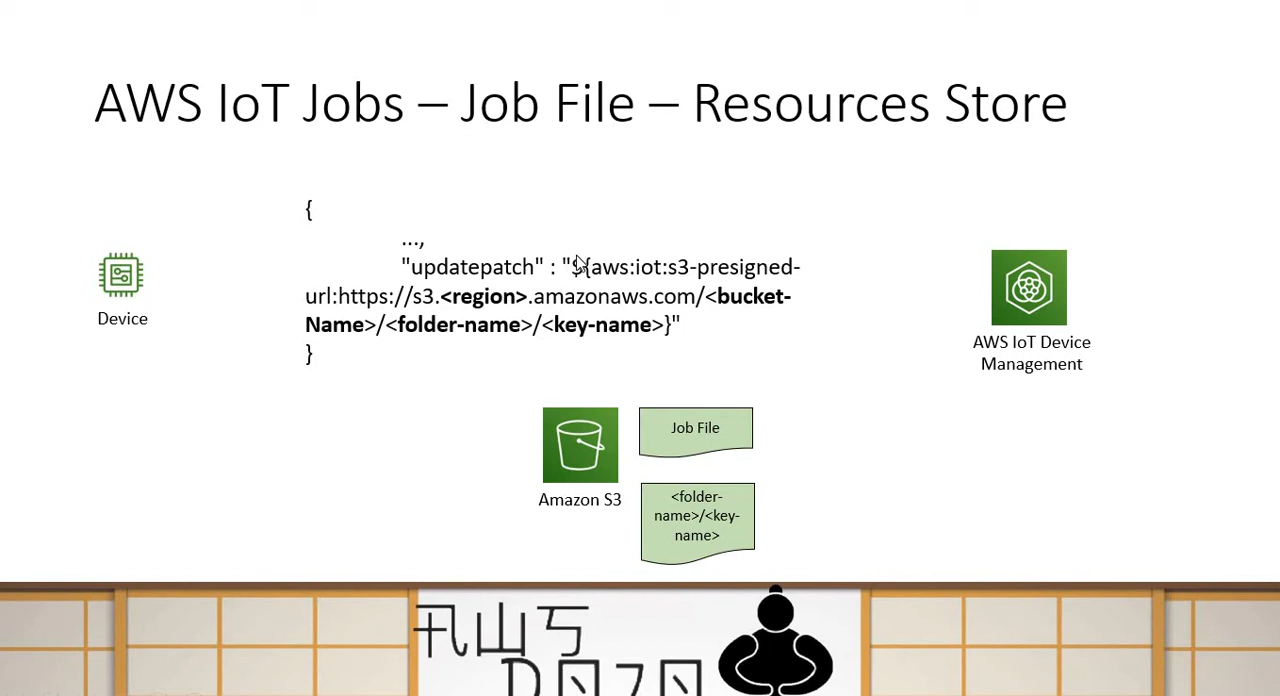 AWS IoT Jobs – Job File – Resources Store
{
...,
"updatepatch" : "${aws:iot:s3-presigned-
url:https://s3.<region>.amazonaws.com/<bucket-
Name>/<folder-name>/<key-name>}"
}
Device
AWS IoT Device
Management
Job File
Amazon S3
<folder-
name>/<key-
name>